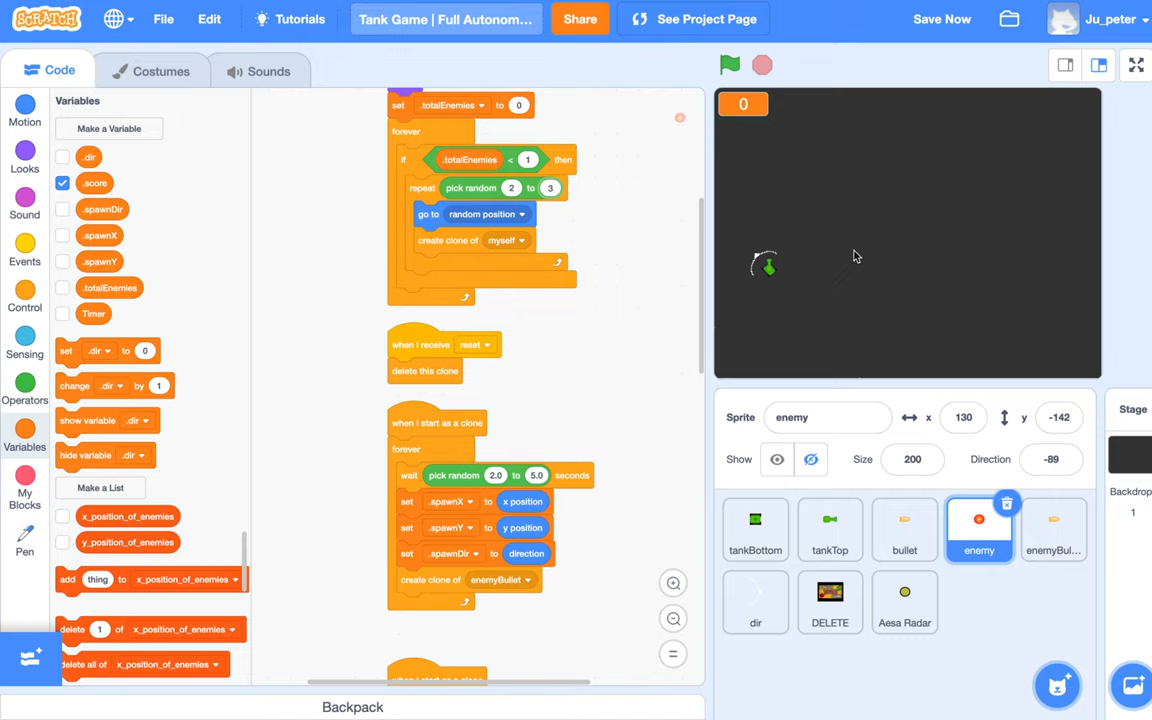 SCRATCH
File
Edit
Tutorials
Tank Game | Full Autonom...
Share
See Project Page
Save Now
Ju_peter
Code
Costumes
Sounds
Motion
Looks
Sound
Events
Control
Sensing
Operators
Variables
My
Blocks
Pen
Variables
Make a Variable
.dir
.score
.spawnDir
.spawnX
.spawnY
.totalEnemies
Timer
set .dir to 0
change .dir by 1
show variable .dir
hide variable .dir
Make a List
x_position_of_enemies
y_position_of_enemies
add thing to x_position_of_enemies
delete 1 of x_position_of_enemies
delete all of x_position_of_enemies
set .totalEnemies to 0
forever
if .totalEnemies < 1 then
repeat pick random 2 to 3
go to random position
create clone of myself
when I receive reset
delete this clone
when I start as a clone
forever
wait pick random 2.0 to 5.0 seconds
set .spawnX to x position
set .spawnY to y position
set .spawnDir to direction
create clone of enemyBullet
when I start as a clone
Backpack
0
Sprite enemy x 130 y -142
Show Size 200 Direction -89
tankBottom
tankTop
bullet
enemy
enemyBul...
dir
DELETE
Aesa Radar
Stage
Backdrop
1